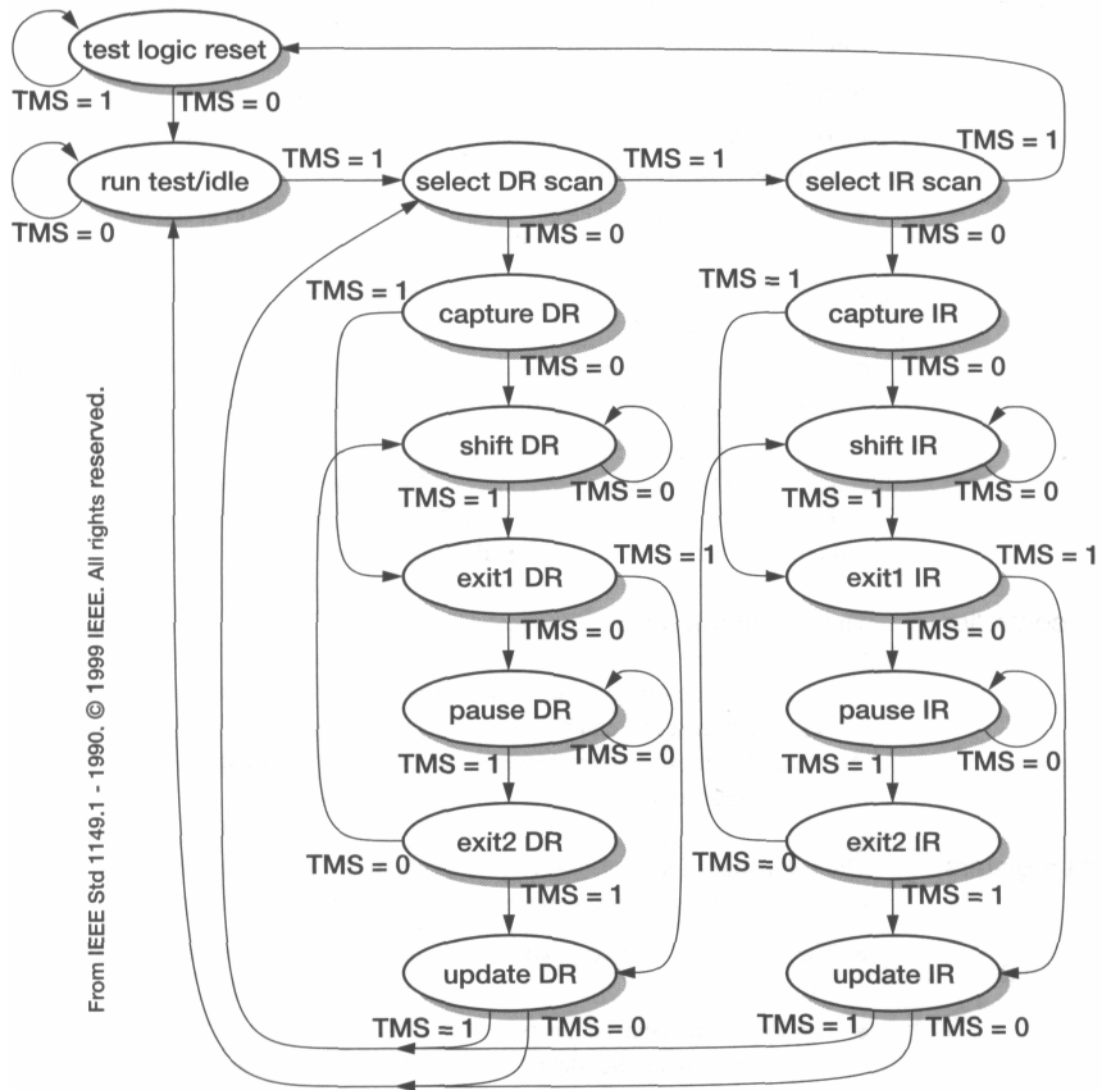 test logic reset
TMS = 1
TMS = 0
run test/idle
TMS = 0
TMS = 1
select DR scan
TMS = 1
select IR scan
TMS = 1
TMS = 0
TMS = 0
TMS = 1
capture DR
TMS = 0
TMS = 1
capture IR
TMS = 0
shift DR
TMS = 1
TMS = 0
shift IR
TMS = 1
TMS = 0
exit1 DR
TMS = 1
TMS = 0
exit1 IR
TMS = 1
TMS = 0
pause DR
TMS = 1
TMS = 0
pause IR
TMS = 1
TMS = 0
exit2 DR
TMS = 0
TMS = 1
exit2 IR
TMS = 0
TMS = 1
update DR
TMS = 1
TMS = 0
update IR
TMS = 1
TMS = 0
From IEEE Std 1149.1 - 1990. © 1999 IEEE. All rights reserved.